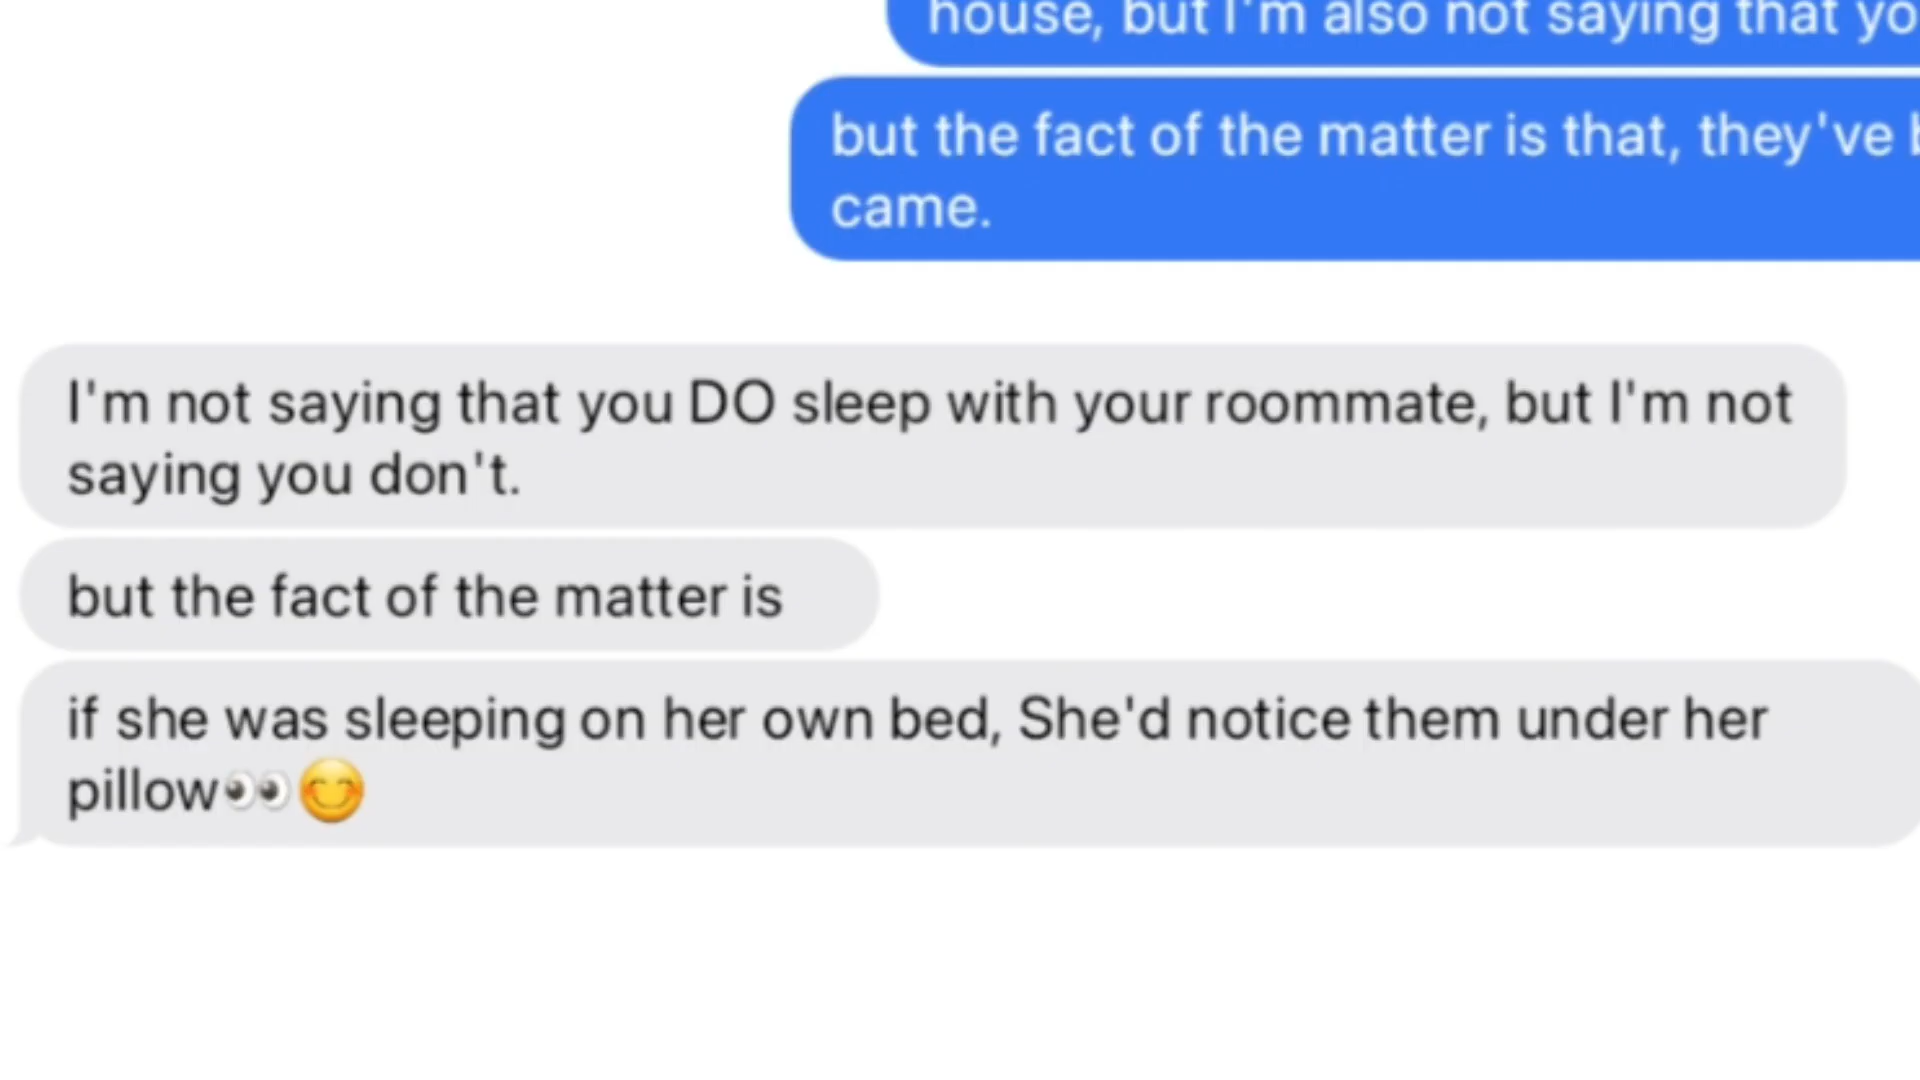 house, but I'm also not saying that
but the fact of the matter is that, they've
came.
I'm not saying that you DO sleep with your roommate, but I'm not
saying you don't.
but the fact of the matter is
if she was sleeping on her own bed, She'd notice them under her
pillow👀😊